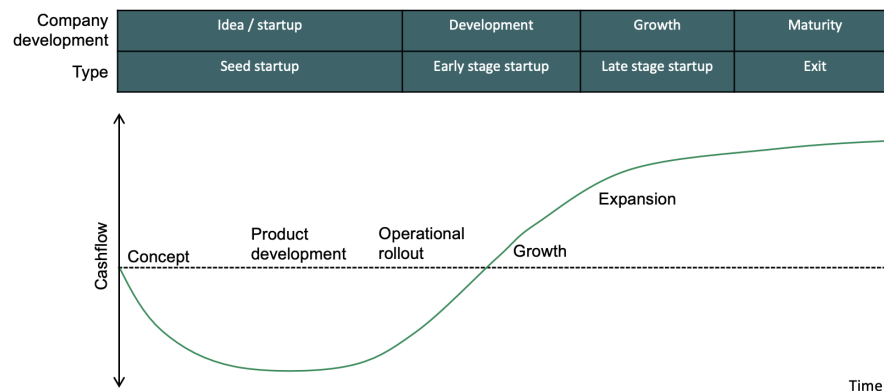 Company
development
Idea / startup
Development
Growth
Maturity
Type
Seed startup
Early stage startup
Late stage startup
Exit
Cashflow
Concept
Product
development
Operational
rollout
Growth
Expansion
Time